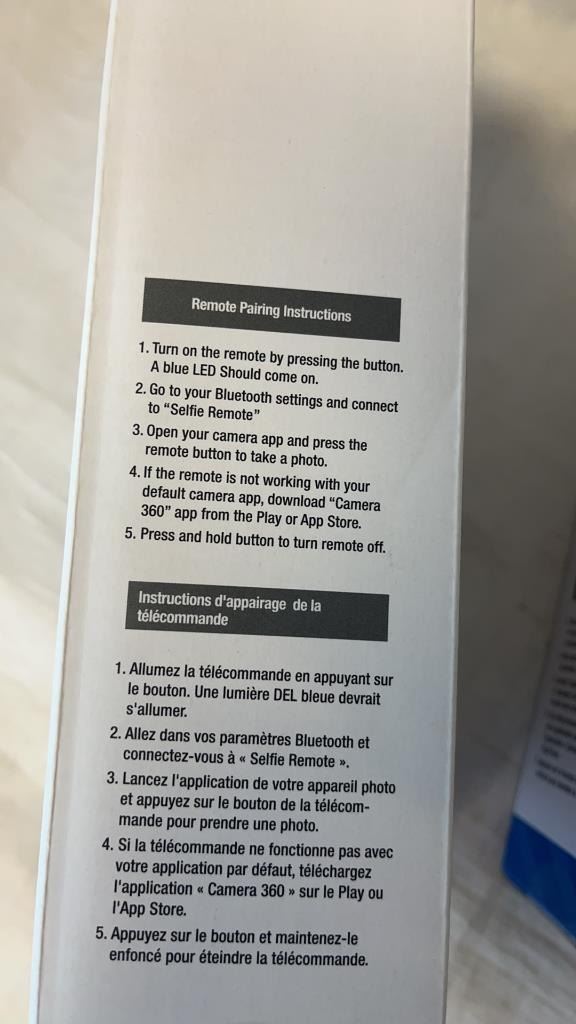 Remote Pairing Instructions
1. Turn on the remote by pressing the button.
A blue LED Should come on.
2. Go to your Bluetooth settings and connect
to “Selfie Remote”
3. Open your camera app and press the
remote button to take a photo.
4. If the remote is not working with your
default camera app, download “Camera
360” app from the Play or App Store.
5. Press and hold button to turn remote off.
Instructions d'appairage de la
télécommande
1. Allumez la télécommande en appuyant sur
le bouton. Une lumière DEL bleue devrait
s'allumer.
2. Allez dans vos paramètres Bluetooth et
connectez-vous à « Selfie Remote ».
3. Lancez l'application de votre appareil photo
et appuyez sur le bouton de la télécom-
mande pour prendre une photo.
4. Si la télécommande ne fonctionne pas avec
votre application par défaut, téléchargez
l'application « Camera 360 » sur le Play ou
l'App Store.
5. Appuyez sur le bouton et maintenez-le
enfoncé pour éteindre la télécommande.